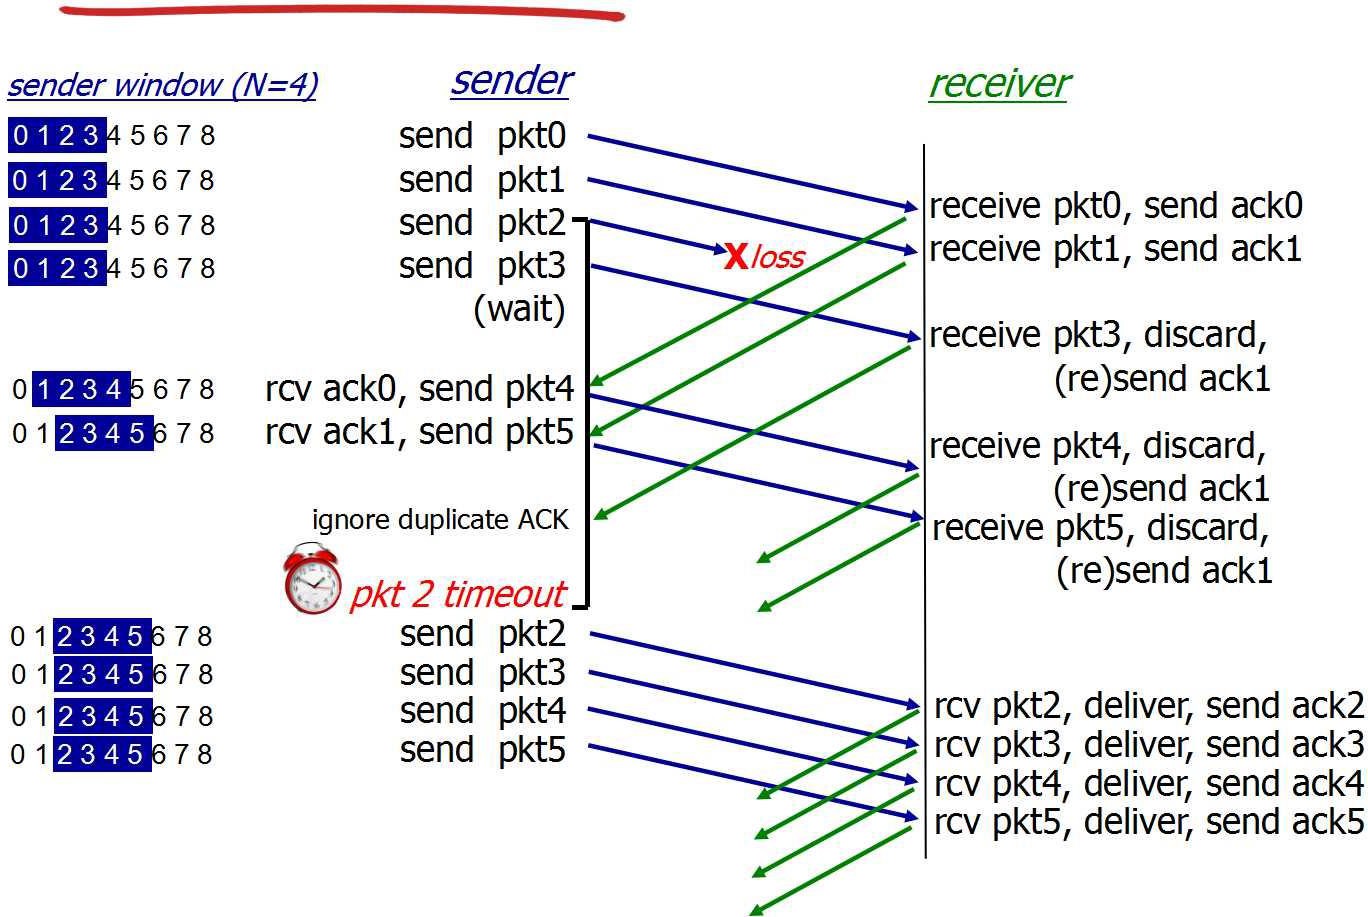 sender window (N=4) sender receiver
0 1 2 3 4 5 6 7 8 send pkt0
0 1 2 3 4 5 6 7 8 send pkt1
0 1 2 3 4 5 6 7 8 send pkt2 receive pkt0, send ack0
0 1 2 3 4 5 6 7 8 send pkt3 X loss receive pkt1, send ack1
(wait) receive pkt3, discard,
(re)send ack1
0 1 2 3 4 5 6 7 8 rcv ack0, send pkt4
0 1 2 3 4 5 6 7 8 rcv ack1, send pkt5 receive pkt4, discard,
(re)send ack1
ignore duplicate ACK receive pkt5, discard,
(re)send ack1
pkt 2 timeout
0 1 2 3 4 5 6 7 8 send pkt2
0 1 2 3 4 5 6 7 8 send pkt3
0 1 2 3 4 5 6 7 8 send pkt4 rcv pkt2, deliver, send ack2
0 1 2 3 4 5 6 7 8 send pkt5 rcv pkt3, deliver, send ack3
rcv pkt4, deliver, send ack4
rcv pkt5, deliver, send ack5